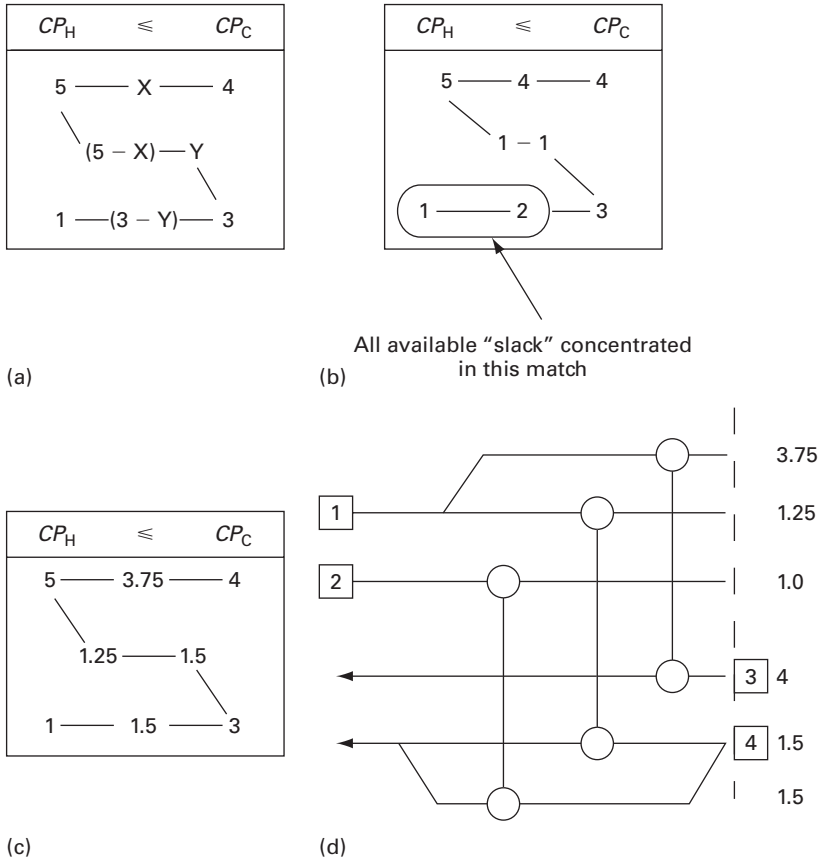 CP_H ≤ CP_C
5 — X — 4
(5 − X) — Y
1 — (3 − Y) — 3
(a)
CP_H ≤ CP_C
5 — 4 — 4
1 − 1
1 — 2 — 3
All available “slack” concentrated
in this match
(b)
CP_H ≤ CP_C
5 — 3.75 — 4
1.25 — 1.5
1 — 1.5 — 3
(c)
3.75
1 1.25
2 1.0
3 4
4 1.5
1.5
(d)